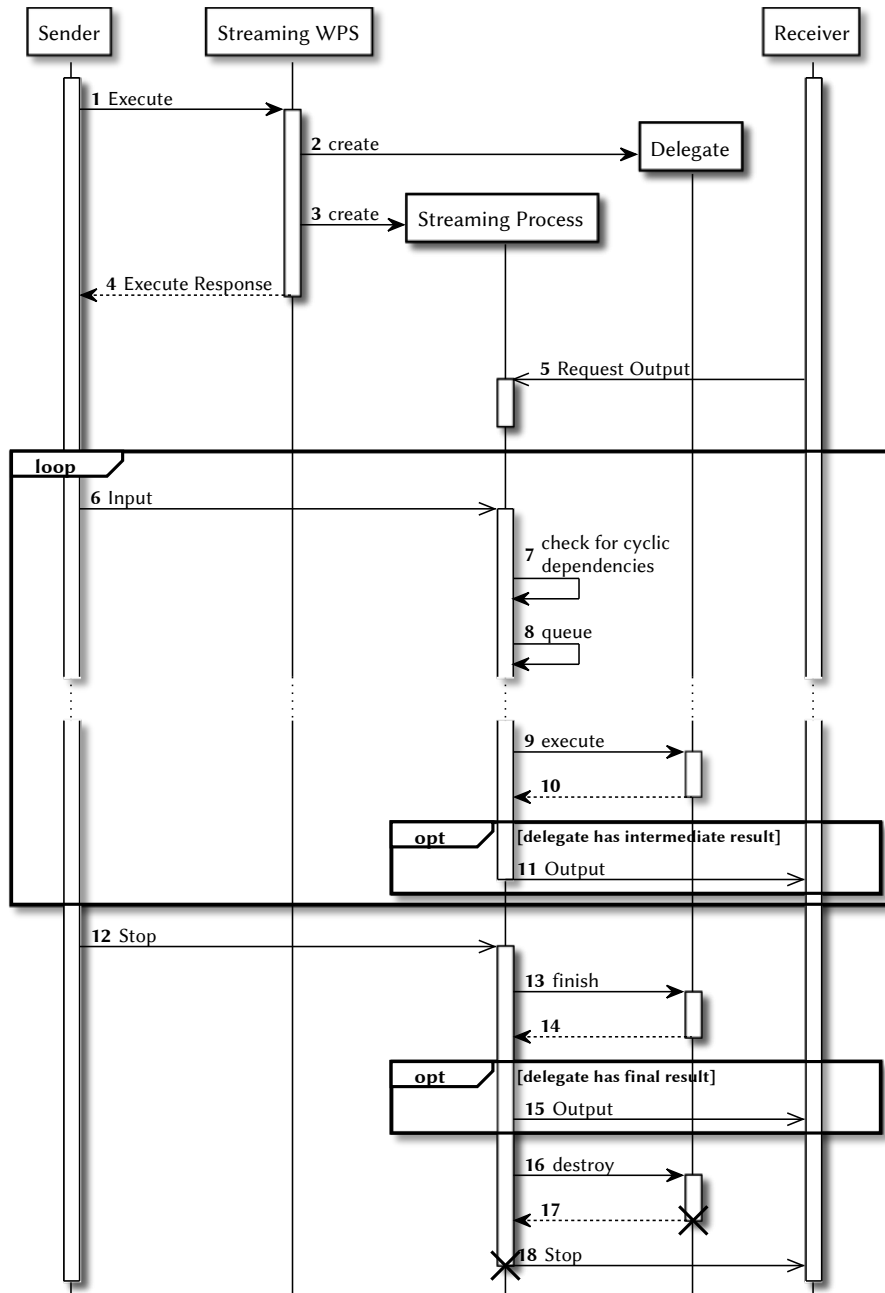 Sender
Streaming WPS
Receiver
1 Execute
2 create
Delegate
3 create
Streaming Process
4 Execute Response
5 Request Output
loop
6 Input
7 check for cyclic
dependencies
8 queue
9 execute
10
opt [delegate has intermediate result]
11 Output
12 Stop
13 finish
14
opt [delegate has final result]
15 Output
16 destroy
17
18 Stop